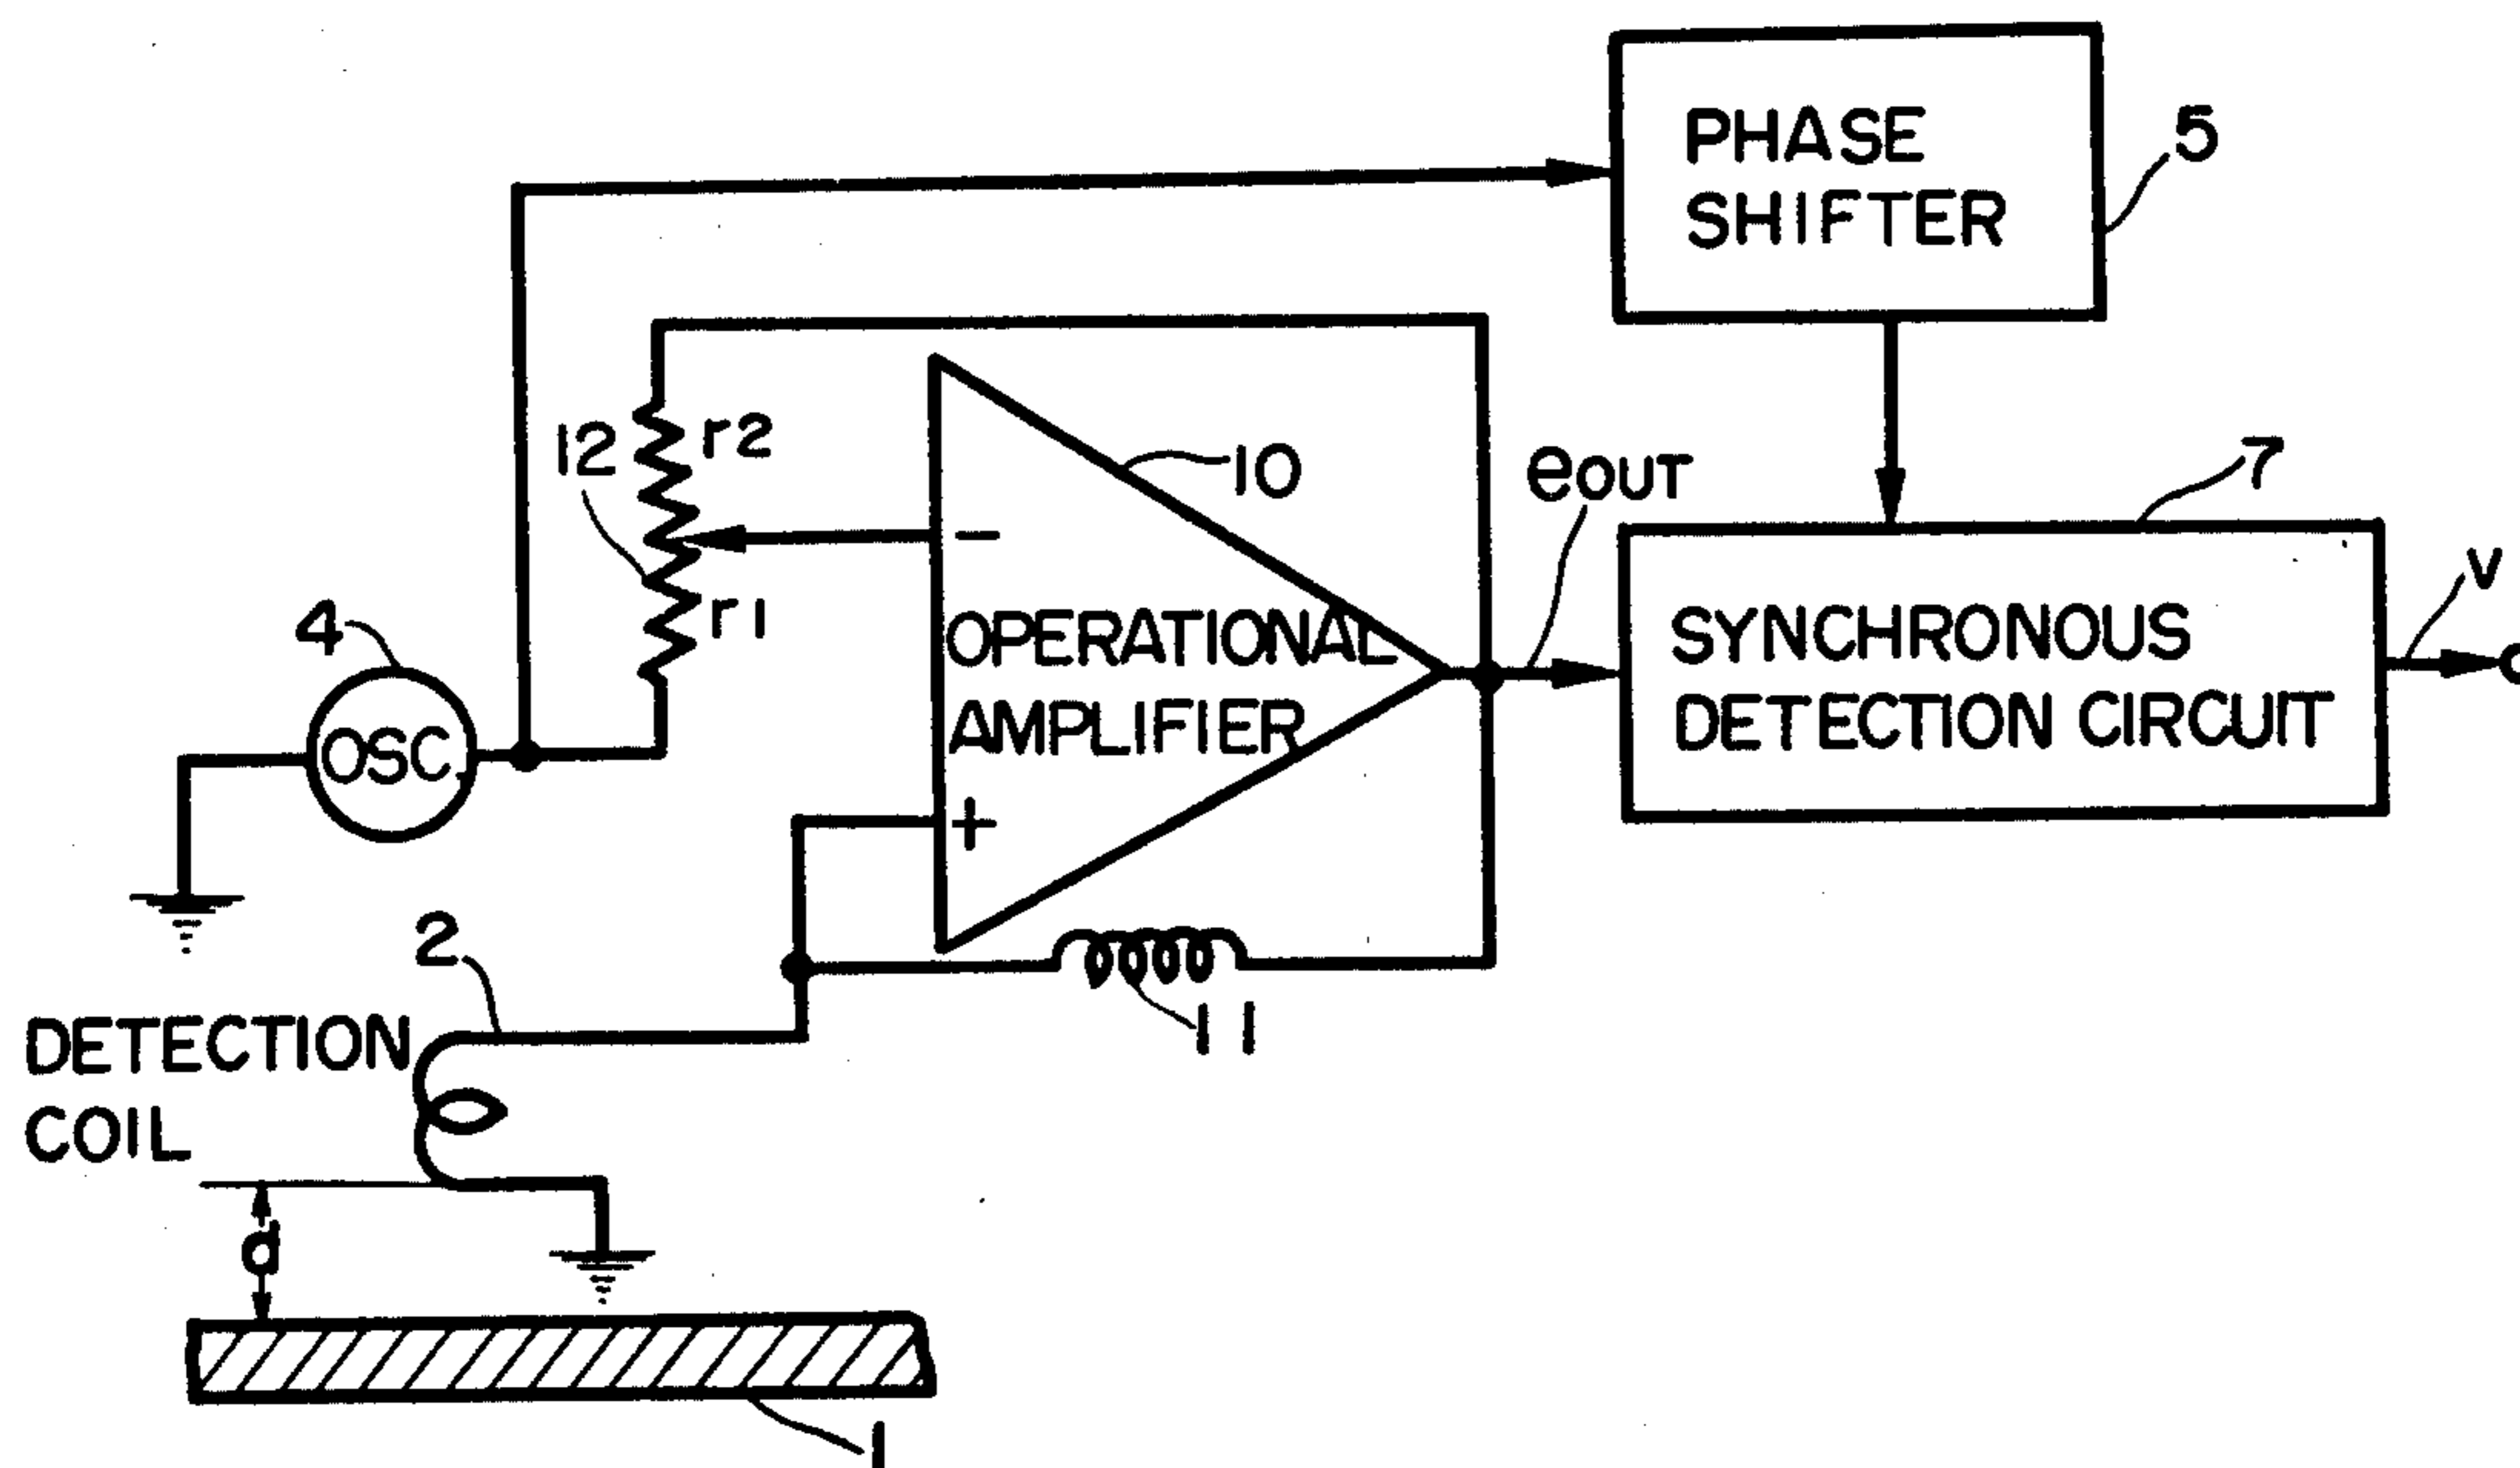 PHASE
SHIFTER
5
12
r2
10
eOUT
7
-
r1
V
4
OPERATIONAL
AMPLIFIER
SYNCHRONOUS
DETECTION CIRCUIT
OSC.
+
2
DETECTION
COIL
11
d
1